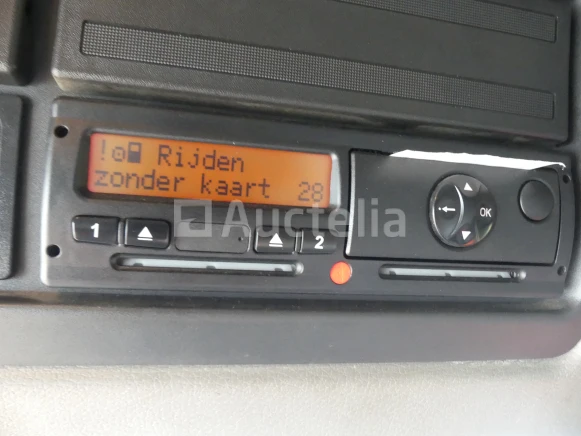 ! Rijden
zonder kaart 28
Auctelia
1
2
OK